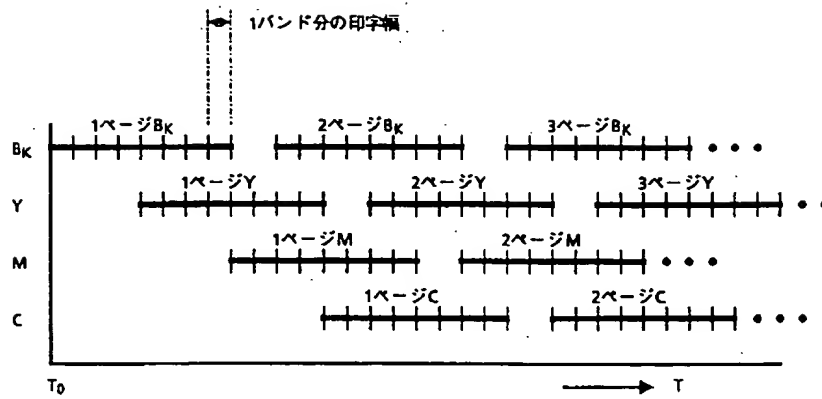 1バンド分の印字幅
1ページBK 2ページBK 3ページBK
BK
1ページY 2ページY 3ページY
Y
1ページM 2ページM
M
1ページC 2ページC
C
T0 T